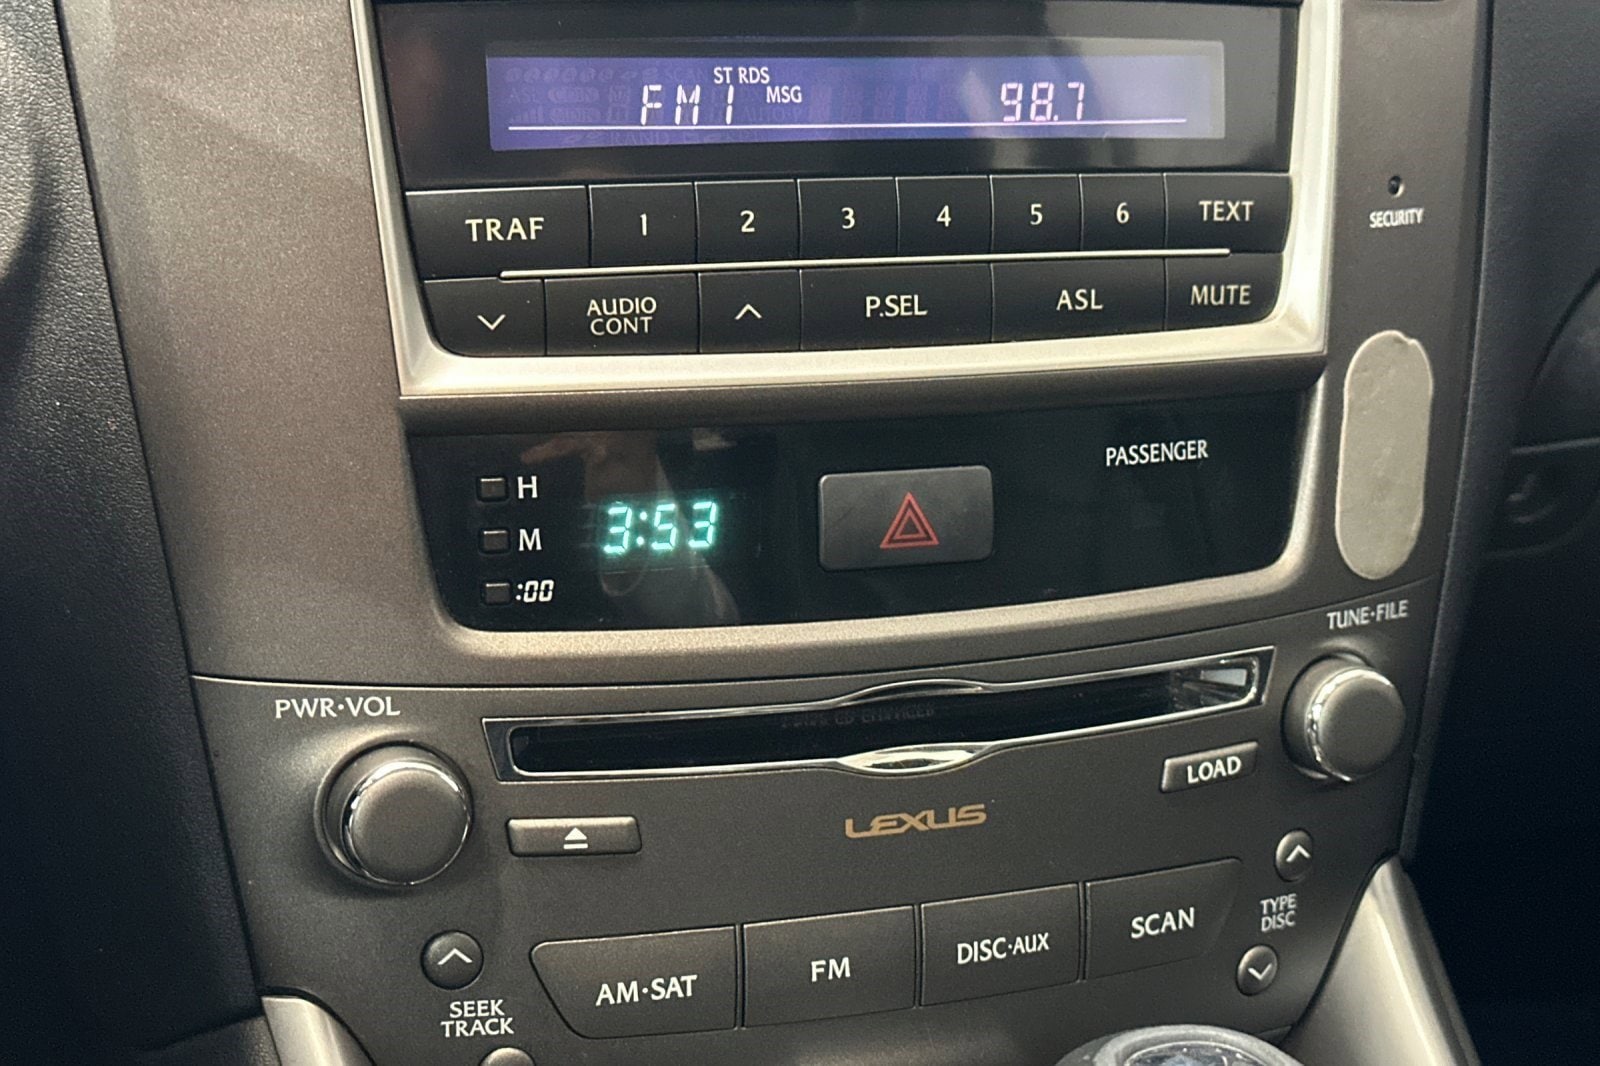 ST RDS
FM1 MSG 98.7
TRAF 1 2 3 4 5 6 TEXT
AUDIO
CONT
P.SEL ASL MUTE
SECURITY
PASSENGER
H
M
:00
3:53
TUNE•FILE
PWR•VOL
LOAD
LEXUS
TYPE
DISC
SEEK
TRACK
AM•SAT FM DISC•AUX SCAN